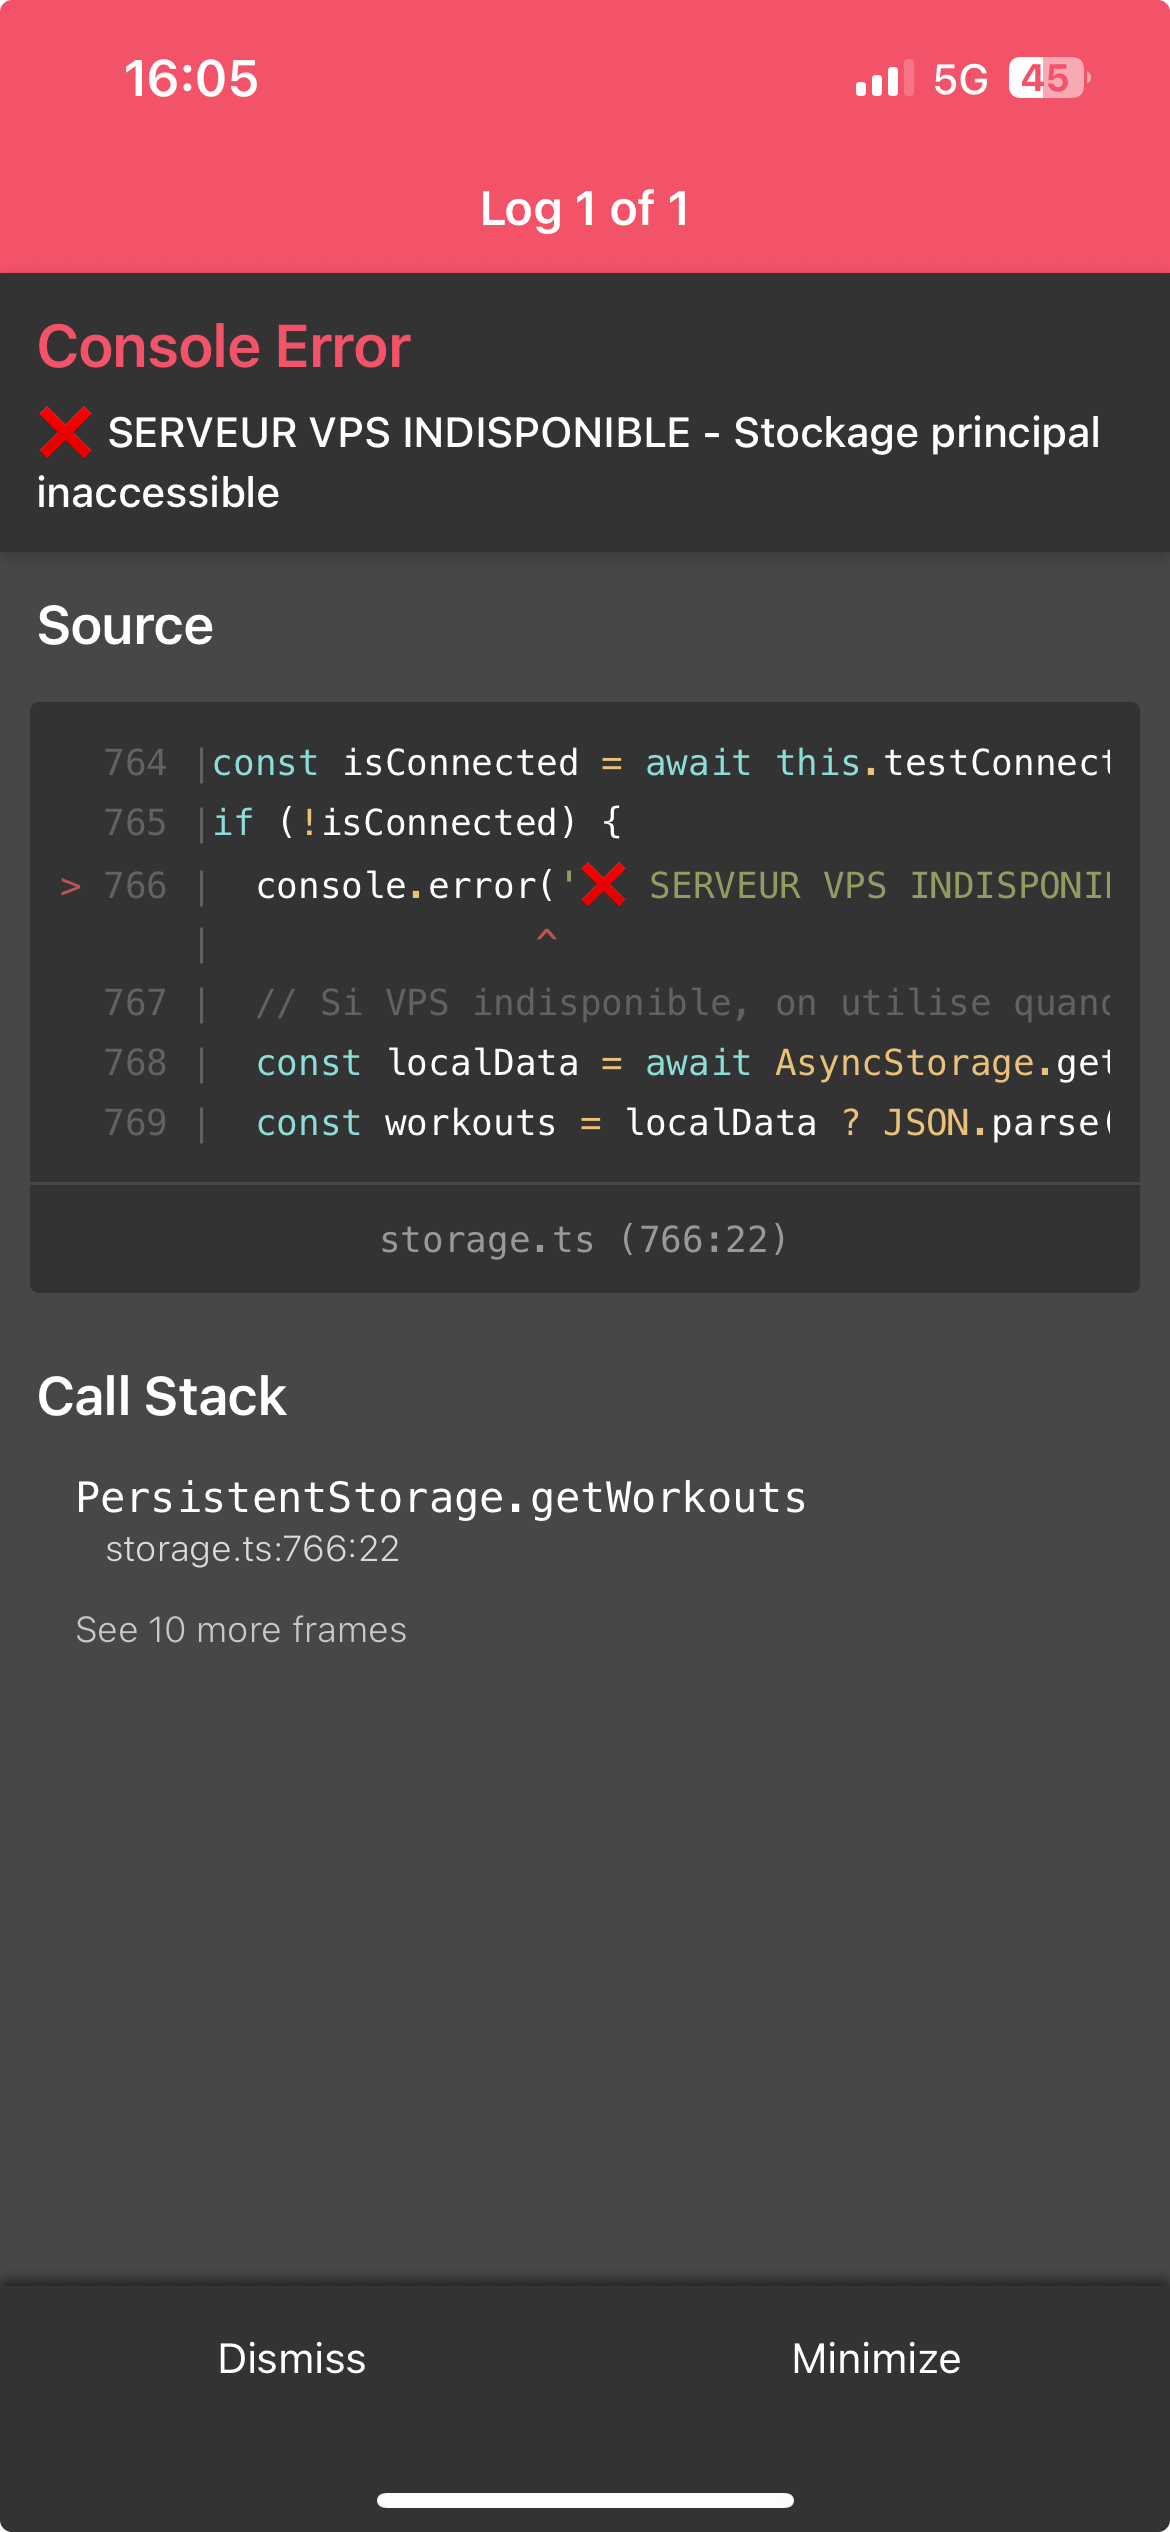 16:05 5G 45
Log 1 of 1
Console Error
❌ SERVEUR VPS INDISPONIBLE - Stockage principal
inaccessible
Source
764 |const isConnected = await this.testConnect
765 |if (!isConnected) {
> 766 |  console.error('❌ SERVEUR VPS INDISPONI
|                ^
767 |  // Si VPS indisponible, on utilise quand
768 |  const localData = await AsyncStorage.get
769 |  const workouts = localData ? JSON.parse(
storage.ts (766:22)
Call Stack
PersistentStorage.getWorkouts
storage.ts:766:22
See 10 more frames
Dismiss Minimize